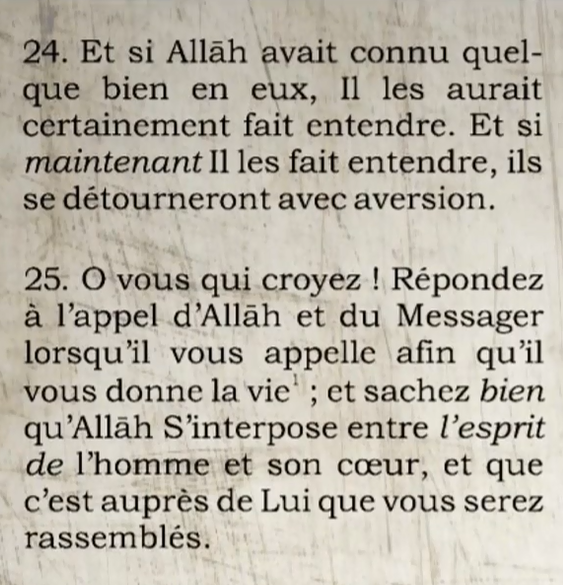 24. Et si Allāh avait connu quel-
que bien en eux, Il les aurait
certainement fait entendre. Et si
maintenant Il les fait entendre, ils
se détourneront avec aversion.
25. O vous qui croyez ! Répondez
à l’appel d’Allāh et du Messager
lorsqu’il vous appelle afin qu’il
vous donne la vie¹ ; et sachez bien
qu’Allāh S’interpose entre l’esprit
de l’homme et son cœur, et que
c’est auprès de Lui que vous serez
rassemblés.